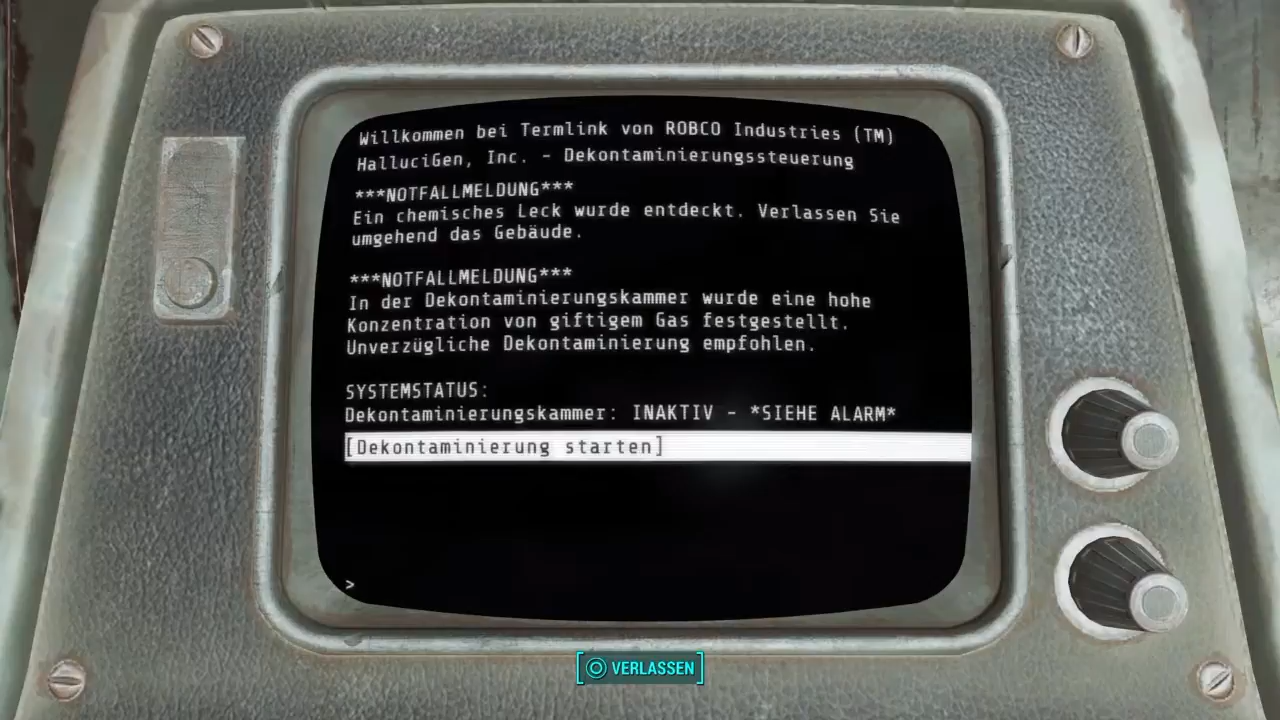 Willkommen bei Termlink von ROBCO Industries (TM)
HalluciGen, Inc. - Dekontaminierungssteuerung
***NOTFALLMELDUNG***
Ein chemisches Leck wurde entdeckt. Verlassen Sie
umgehend das Gebäude.
***NOTFALLMELDUNG***
In der Dekontaminierungskammer wurde eine hohe
Konzentration von giftigem Gas festgestellt.
Unverzügliche Dekontaminierung empfohlen.
SYSTEMSTATUS:
Dekontaminierungskammer: INAKTIV - *SIEHE ALARM*
[Dekontaminierung starten]
>
VERLASSEN